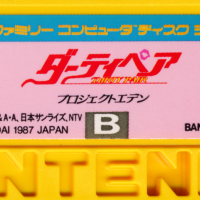 ファミリー コンピュータ ディスク
ダーティペア
プロジェクトエデン
&A・A, 日本サンライズ, NTV
DAI 1987 JAPAN
B
BAN
NTEN